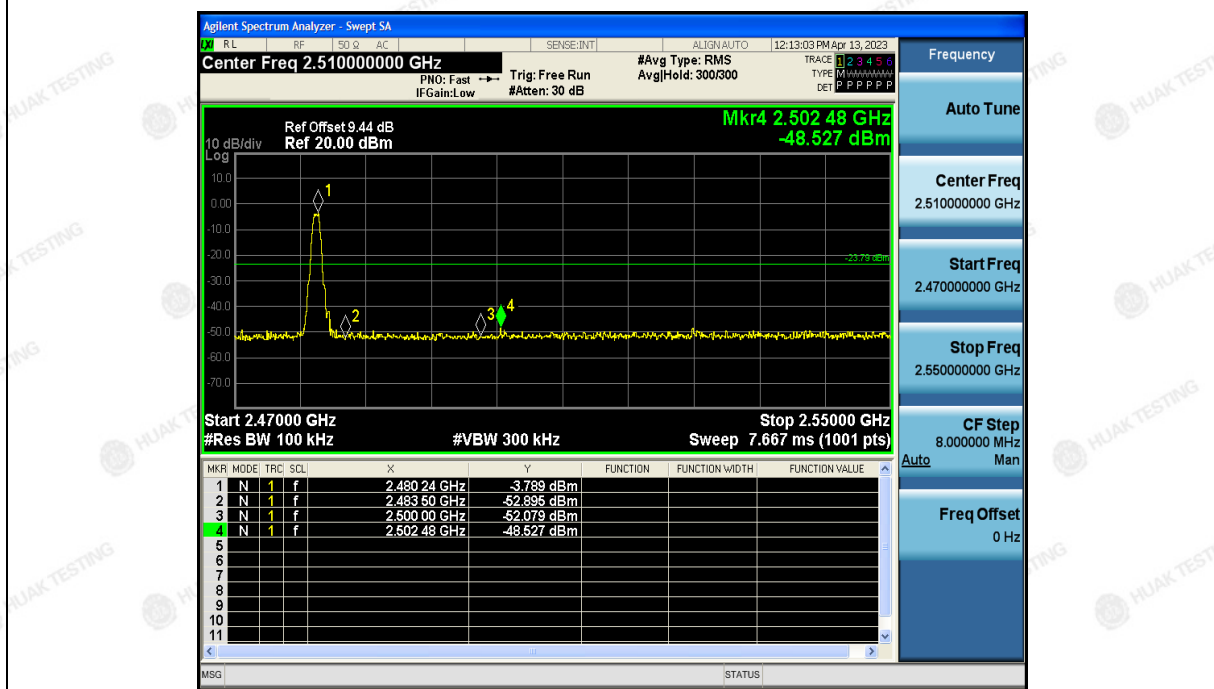 Agilent Spectrum Analyzer - Swept SA
LXI RL RF 50 Ω AC SENSE:INT ALIGN AUTO 12:13:03 PM Apr 13, 2023
Center Freq 2.510000000 GHz
PNO: Fast
IFGain:Low
Trig: Free Run
#Atten: 30 dB
#Avg Type: RMS
Avg|Hold: 300/300
TRACE 1 2 3 4 5 6
TYPE M
DET P P P P P P
Mkr4 2.502 48 GHz
-48.527 dBm
Ref Offset 9.44 dB
10 dB/div Ref 20.00 dBm
Log
10.0
0.00
-10.0
-20.0
-30.0
-40.0
-50.0
-60.0
-70.0
1
2
3
4
-23.79 dBm
Start 2.47000 GHz Stop 2.55000 GHz
#Res BW 100 kHz #VBW 300 kHz Sweep 7.667 ms (1001 pts)
MKR MODE TRC SCL X Y FUNCTION FUNCTION WIDTH FUNCTION VALUE
1 N 1 f 2.480 24 GHz -3.789 dBm
2 N 1 f 2.483 50 GHz -52.895 dBm
3 N 1 f 2.500 00 GHz -52.079 dBm
4 N 1 f 2.502 48 GHz -48.527 dBm
5
6
7
8
9
10
11
MSG STATUS
Frequency
Auto Tune
Center Freq
2.510000000 GHz
Start Freq
2.470000000 GHz
Stop Freq
2.550000000 GHz
CF Step
8.000000 MHz
Auto Man
Freq Offset
0 Hz
HUAK TESTING